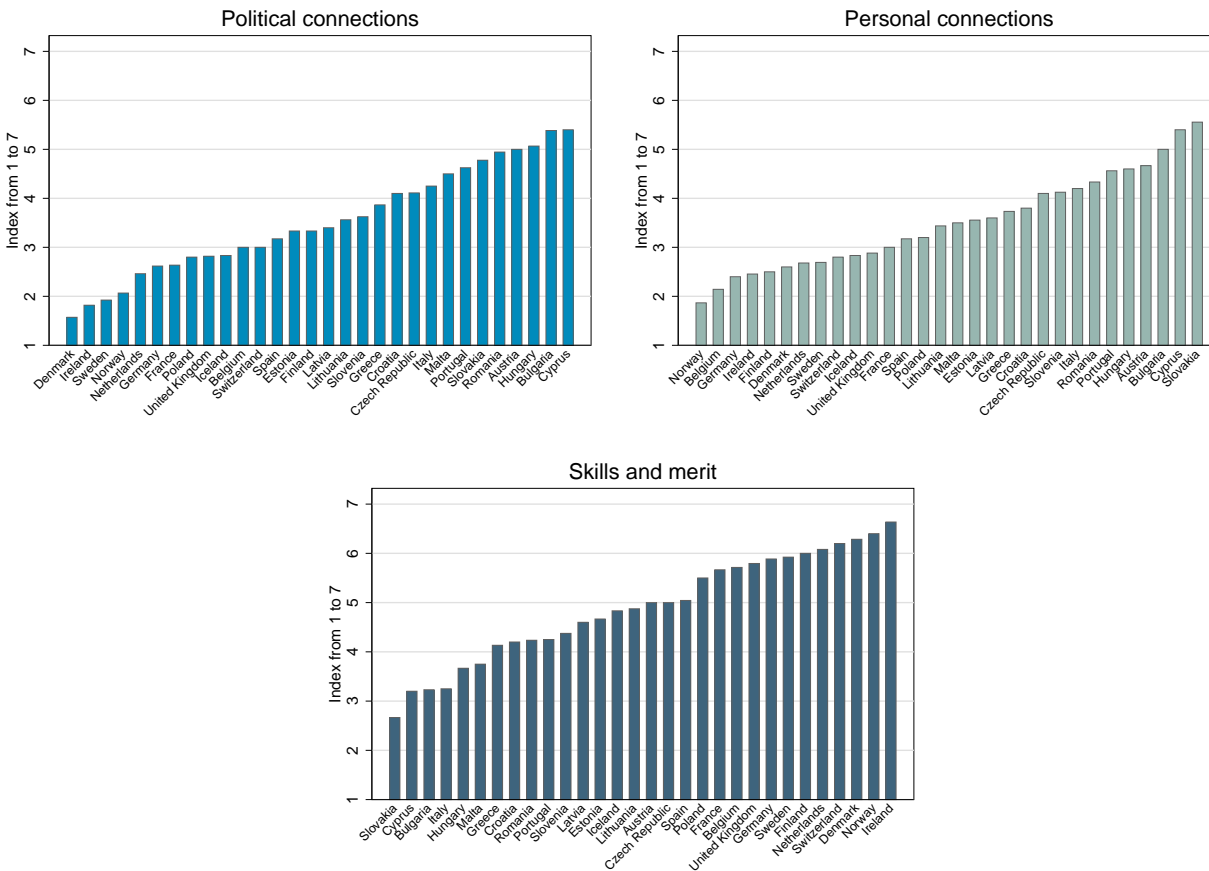 Political connections
Index from 1 to 7
7
6
5
4
3
2
1
Denmark
Ireland
Sweden
Norway
Netherlands
Germany
France
Poland
United Kingdom
Iceland
Belgium
Switzerland
Spain
Estonia
Finland
Latvia
Lithuania
Slovenia
Greece
Croatia
Czech Republic
Italy
Malta
Portugal
Slovakia
Romania
Austria
Hungary
Bulgaria
Cyprus
Personal connections
Index from 1 to 7
7
6
5
4
3
2
1
Norway
Belgium
Germany
Ireland
Finland
Denmark
Netherlands
Sweden
Switzerland
Iceland
United Kingdom
France
Spain
Poland
Lithuania
Malta
Estonia
Latvia
Greece
Croatia
Czech Republic
Slovenia
Italy
Romania
Portugal
Hungary
Austria
Bulgaria
Cyprus
Slovakia
Skills and merit
Index from 1 to 7
7
6
5
4
3
2
1
Slovakia
Cyprus
Bulgaria
Italy
Hungary
Malta
Greece
Croatia
Romania
Portugal
Slovenia
Latvia
Estonia
Iceland
Lithuania
Austria
Czech Republic
Spain
Poland
France
Belgium
United Kingdom
Germany
Sweden
Finland
Netherlands
Switzerland
Denmark
Norway
Ireland